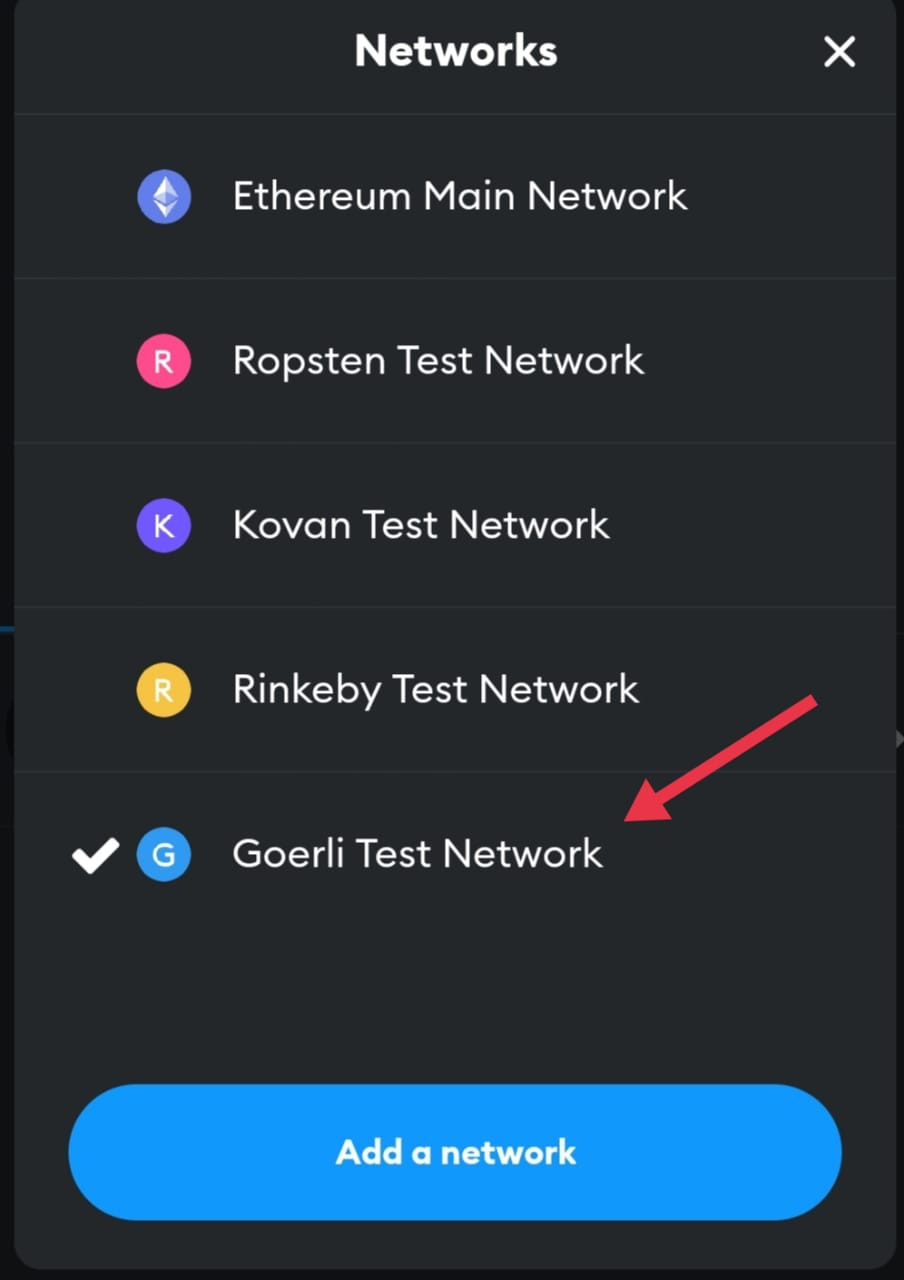 Networks
Ethereum Main Network
R Ropsten Test Network
K Kovan Test Network
R Rinkeby Test Network
G Goerli Test Network
Add a network